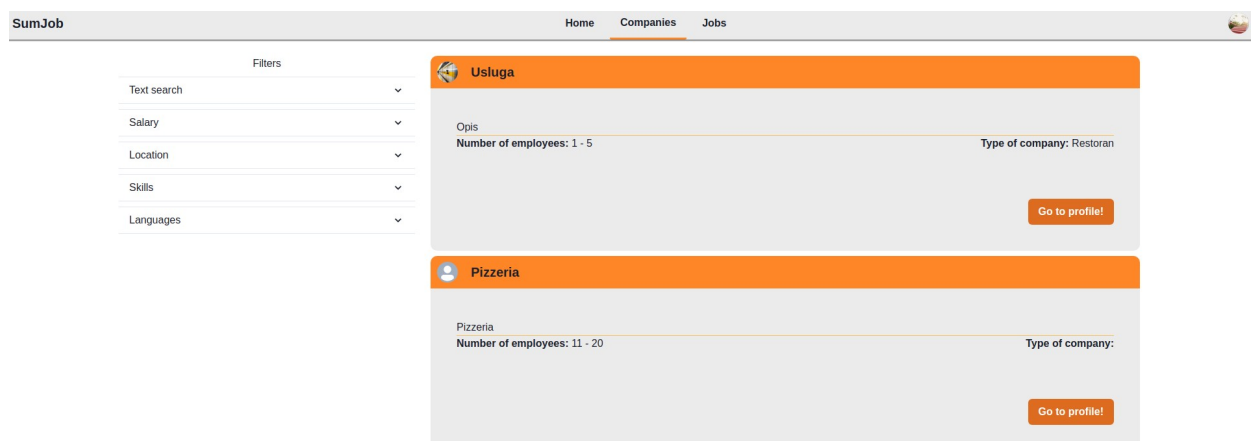 SumJob
Home Companies Jobs
Filters
Text search
Salary
Location
Skills
Languages
Usluga
Opis
Number of employees: 1 - 5 Type of company: Restoran
Go to profile!
Pizzeria
Pizzeria
Number of employees: 11 - 20 Type of company:
Go to profile!